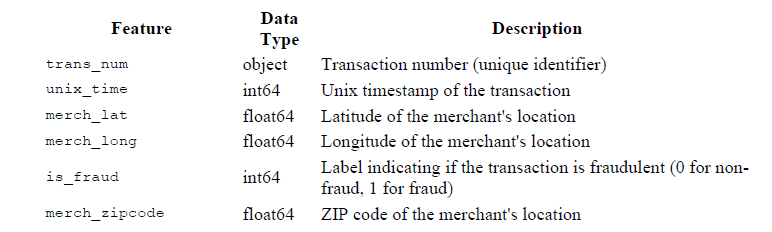 Feature Data Type Description
trans_num object Transaction number (unique identifier)
unix_time int64 Unix timestamp of the transaction
merch_lat float64 Latitude of the merchant's location
merch_long float64 Longitude of the merchant's location
is_fraud int64 Label indicating if the transaction is fraudulent (0 for non-
fraud, 1 for fraud)
merch_zipcode float64 ZIP code of the merchant's location